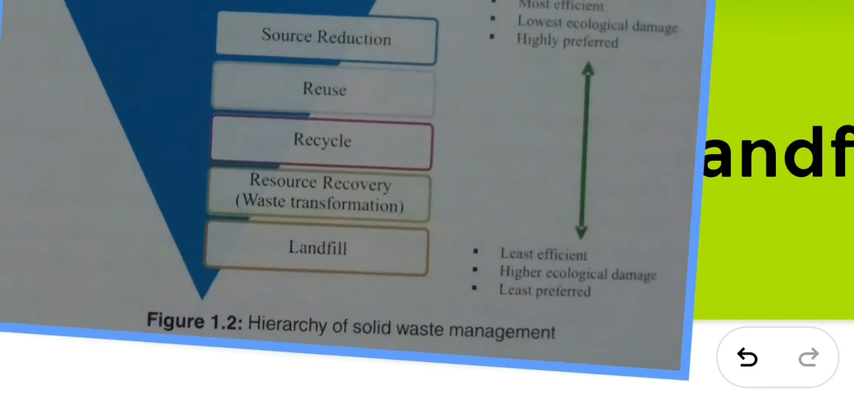 Most efficient
Lowest ecological damage
Highly preferred
Source Reduction
Reuse
Recycle
Resource Recovery
(Waste transformation)
Landfill
Least efficient
Higher ecological damage
Least preferred
Figure 1.2: Hierarchy of solid waste management
andf